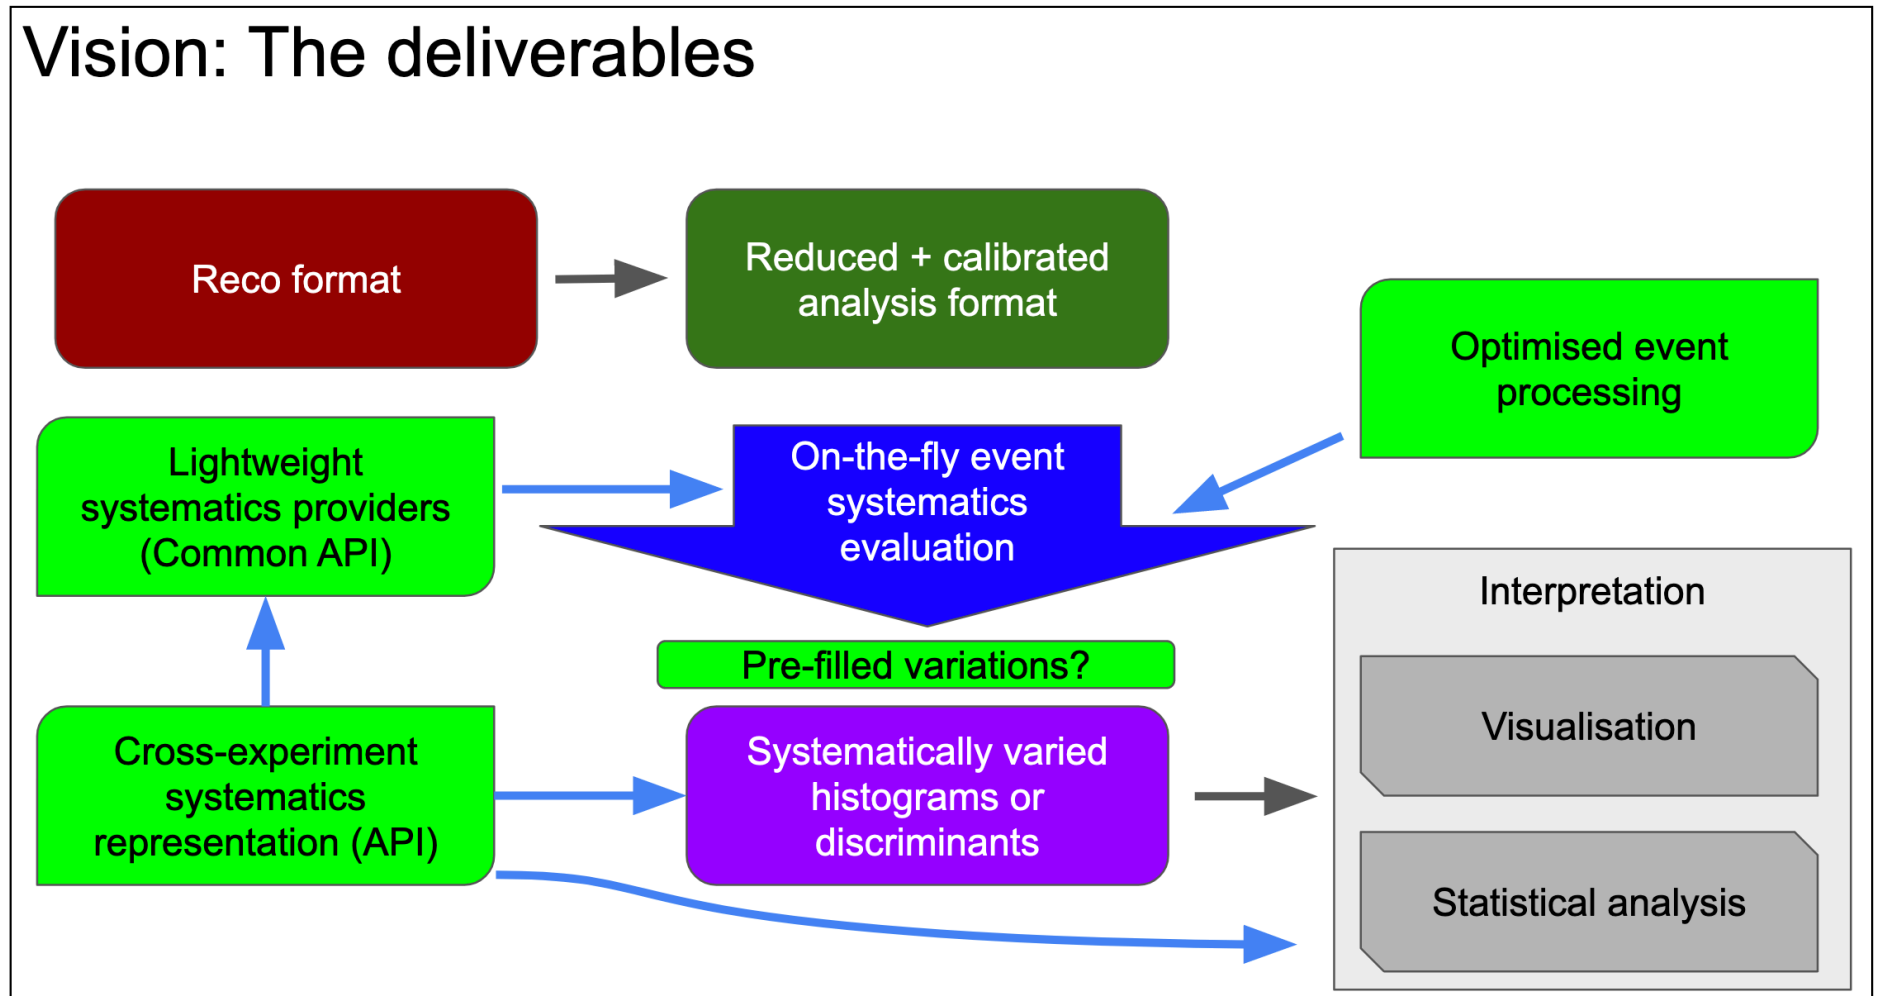 Vision: The deliverables
Reco format
Reduced + calibrated
analysis format
Optimised event
processing
Lightweight
systematics providers
(Common API)
On-the-fly event
systematics
evaluation
Interpretation
Pre-filled variations?
Visualisation
Cross-experiment
systematics
representation (API)
Systematically varied
histograms or
discriminants
Statistical analysis